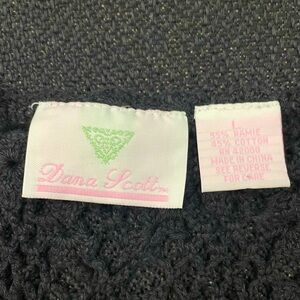 Dana Scott
L
55% RAMIE
45% COTTON
RN 42000
MADE IN CHINA
SEE REVERSE
FOR CARE